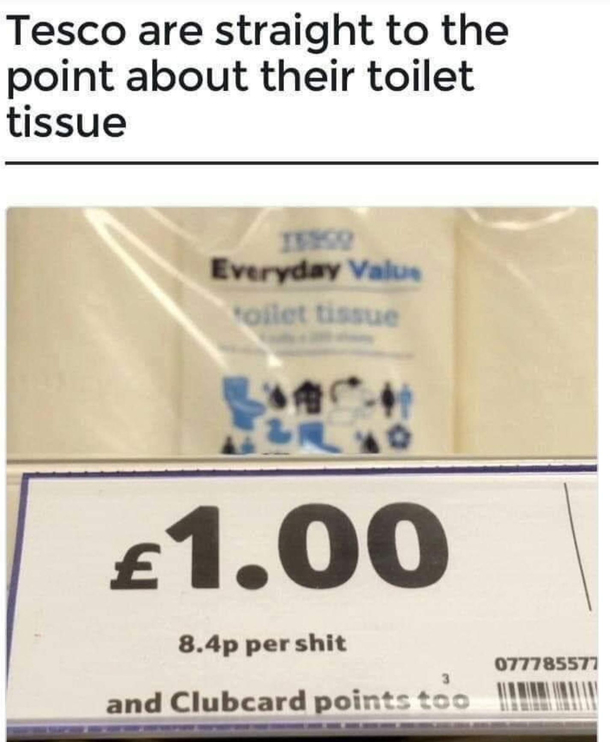 Tesco are straight to the
point about their toilet
tissue
TESCO
Everyday Value
toilet tissue
£1.00
8.4p per shit
3
077785577
and Clubcard points too